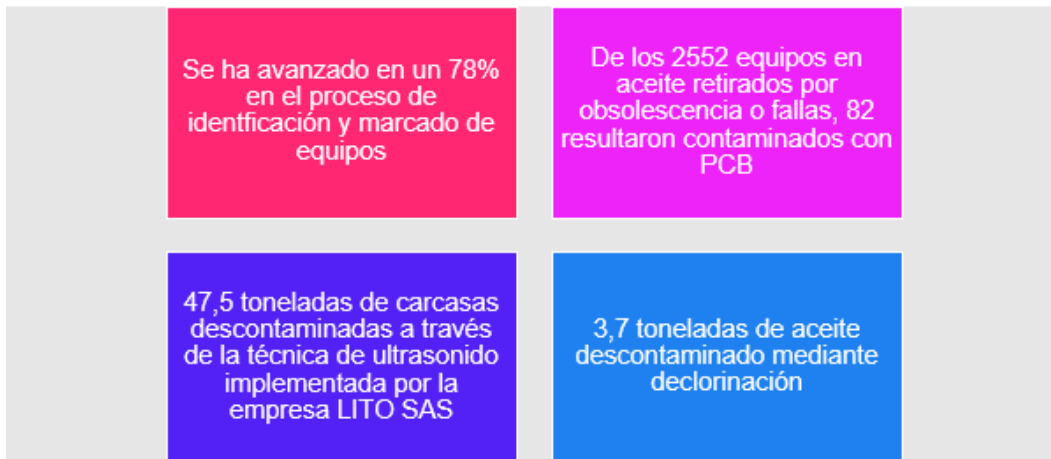 Se ha avanzado en un 78%
en el proceso de
identficación y marcado de
equipos
De los 2552 equipos en
aceite retirados por
obsolescencia o fallas, 82
resultaron contaminados con
PCB
47,5 toneladas de carcasas
descontaminadas a través
de la técnica de ultrasonido
implementada por la
empresa LITO SAS
3,7 toneladas de aceite
descontaminado mediante
declorinación